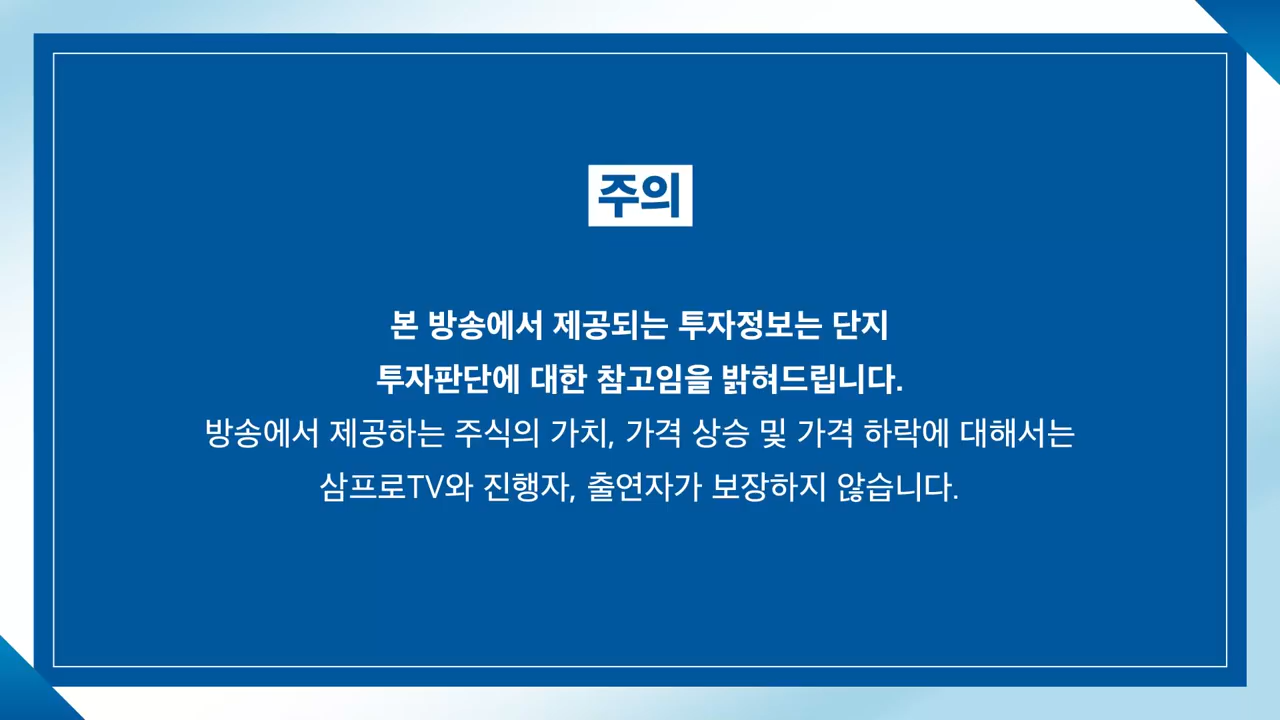 주의
본 방송에서 제공되는 투자정보는 단지
투자판단에 대한 참고임을 밝혀드립니다.
방송에서 제공하는 주식의 가치, 가격 상승 및 가격 하락에 대해서는
삼프로TV와 진행자, 출연자가 보장하지 않습니다.